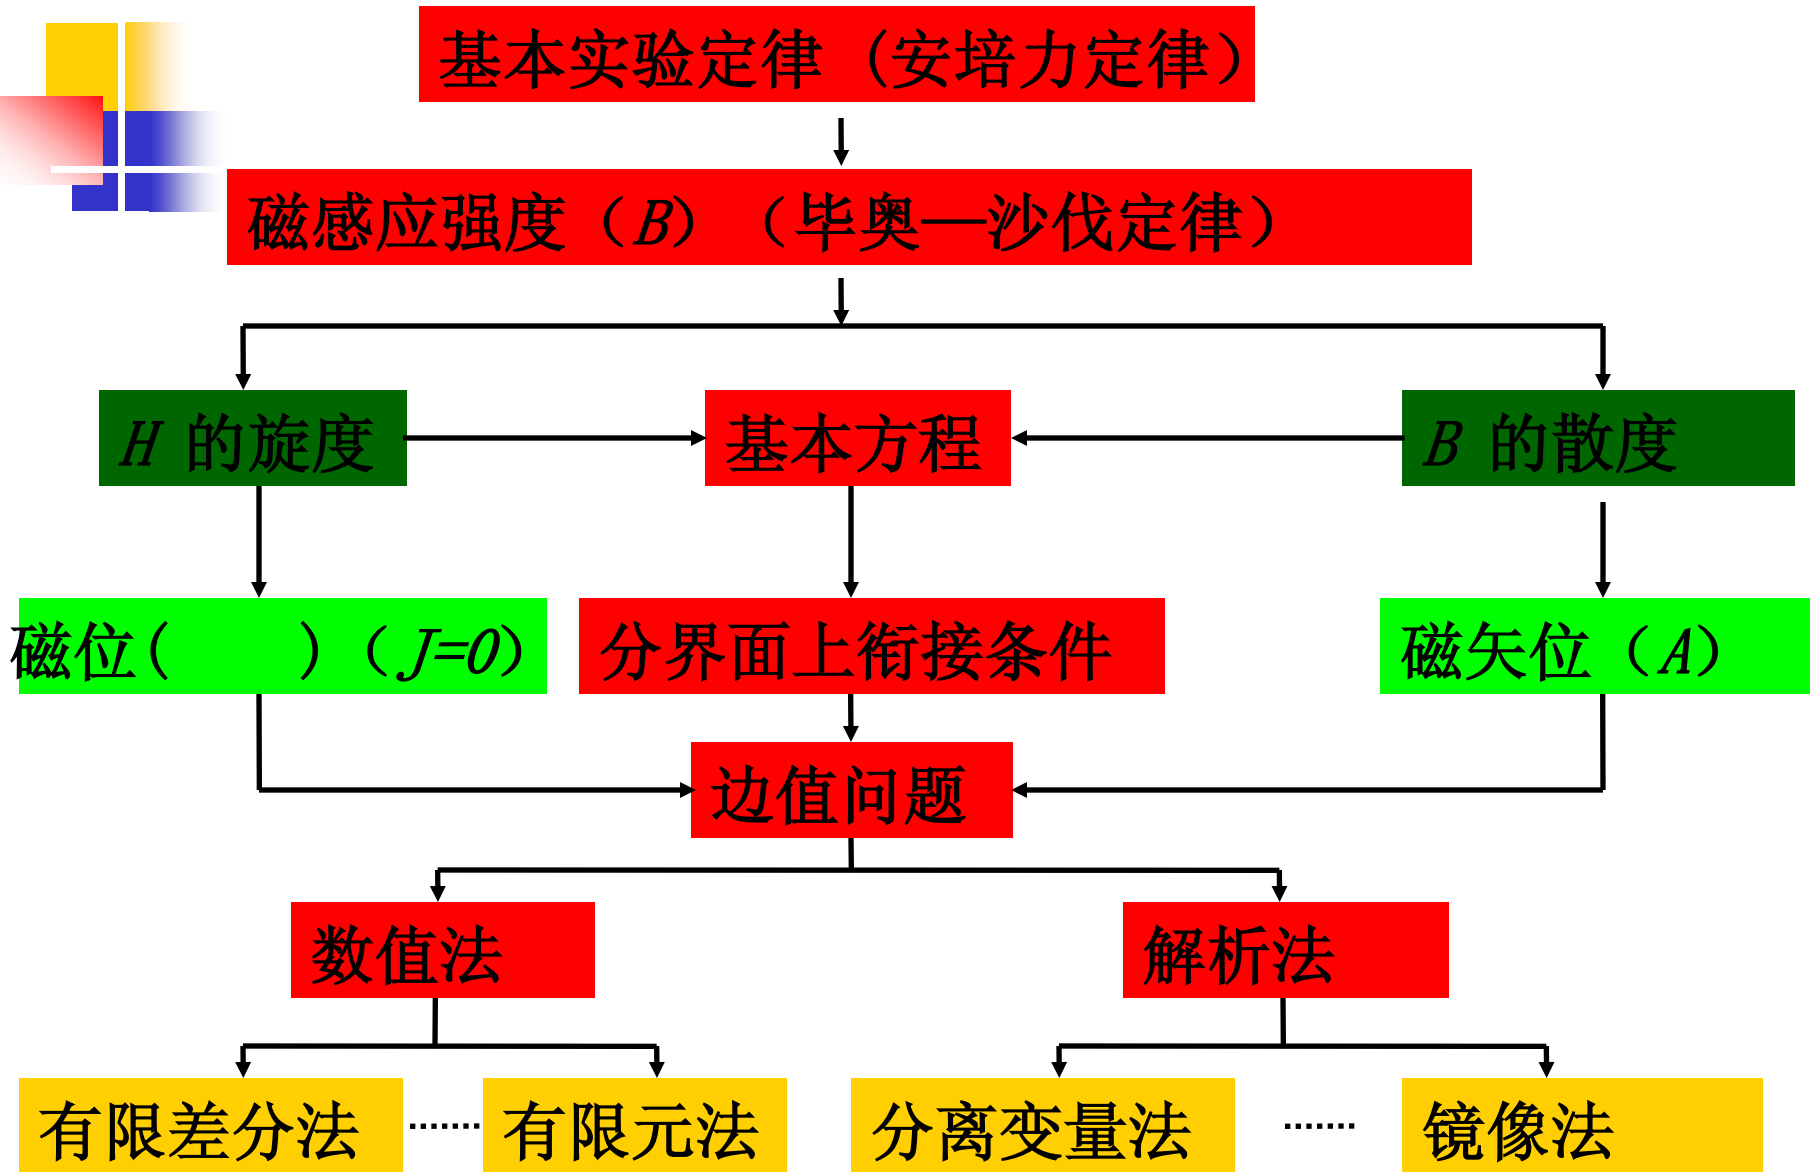 基本实验定律 (安培力定律)
磁感应强度（B）（毕奥—沙伐定律）
H 的旋度
基本方程
B 的散度
磁位( )（J=0）
分界面上衔接条件
磁矢位（A）
边值问题
数值法
解析法
有限差分法
……
有限元法
分离变量法
……
镜像法